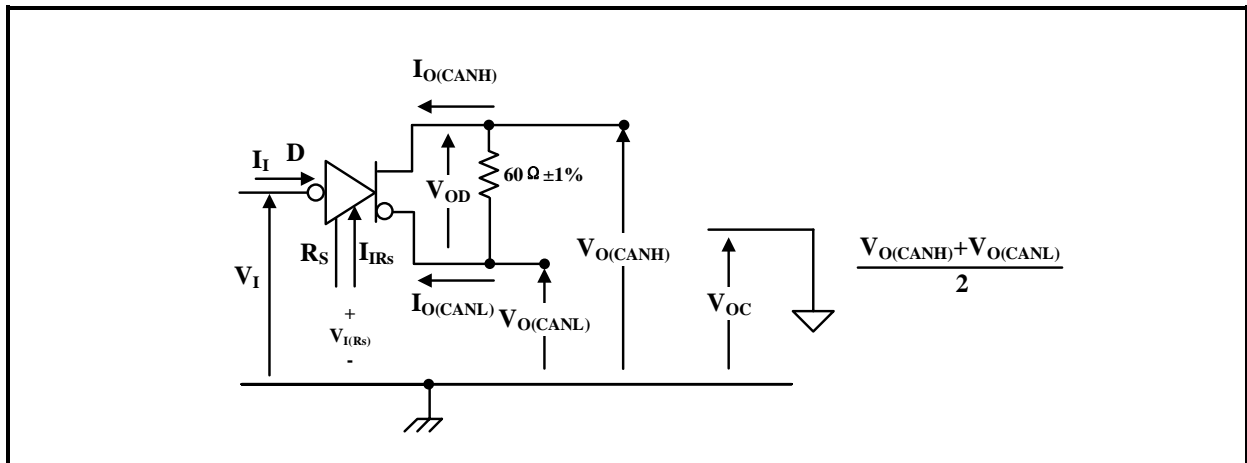 I_O(CANH)
I_I D
60Ω±1%
V_OD
R_S I_IRs
V_O(CANH)
V_O(CANH)+V_O(CANL)
2
V_I
I_O(CANL)
V_O(CANL)
V_OC
+
V_I(Rs)
-